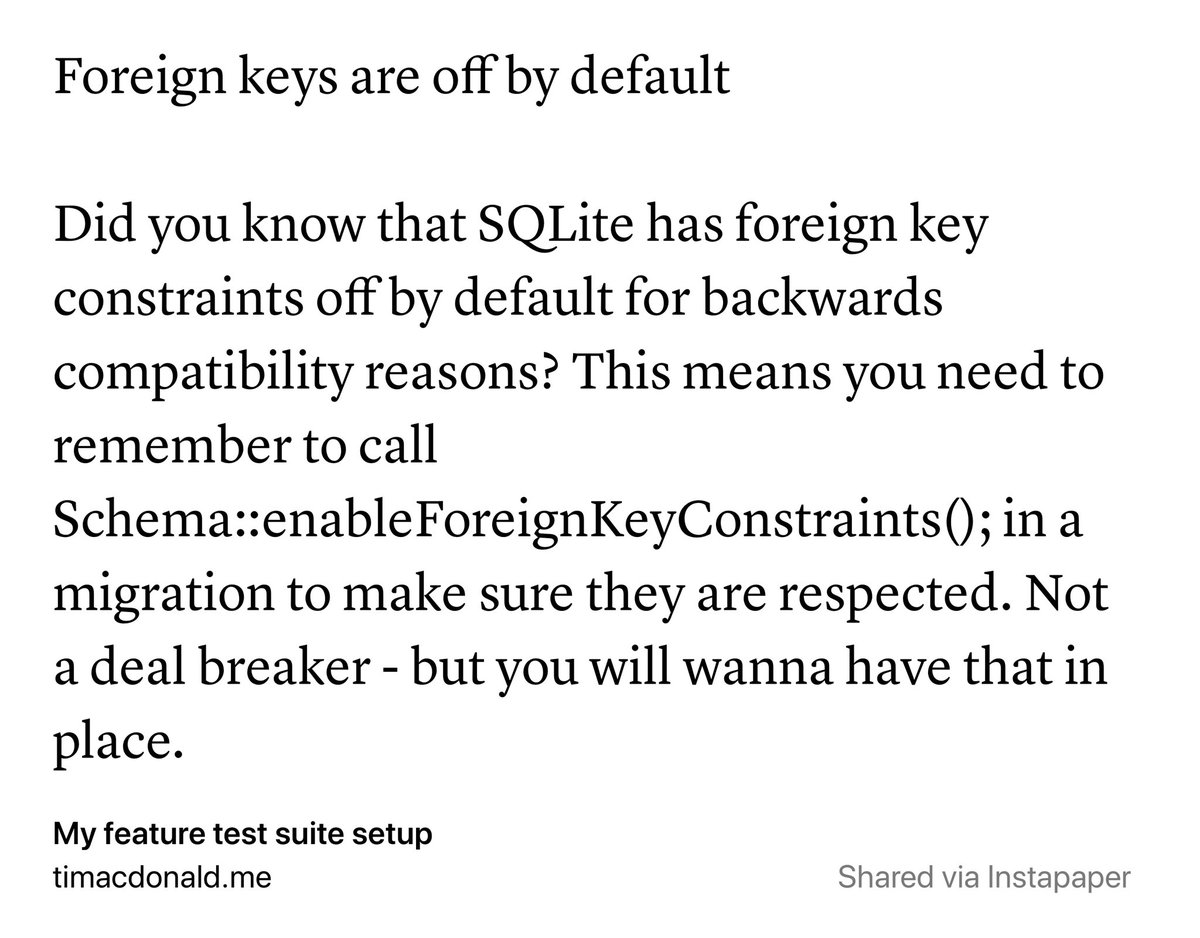 Foreign keys are off by default
Did you know that SQLite has foreign key
constraints off by default for backwards
compatibility reasons? This means you need to
remember to call
Schema::enableForeignKeyConstraints(); in a
migration to make sure they are respected. Not
a deal breaker - but you will wanna have that in
place.
My feature test suite setup
timacdonald.me
Shared via Instapaper